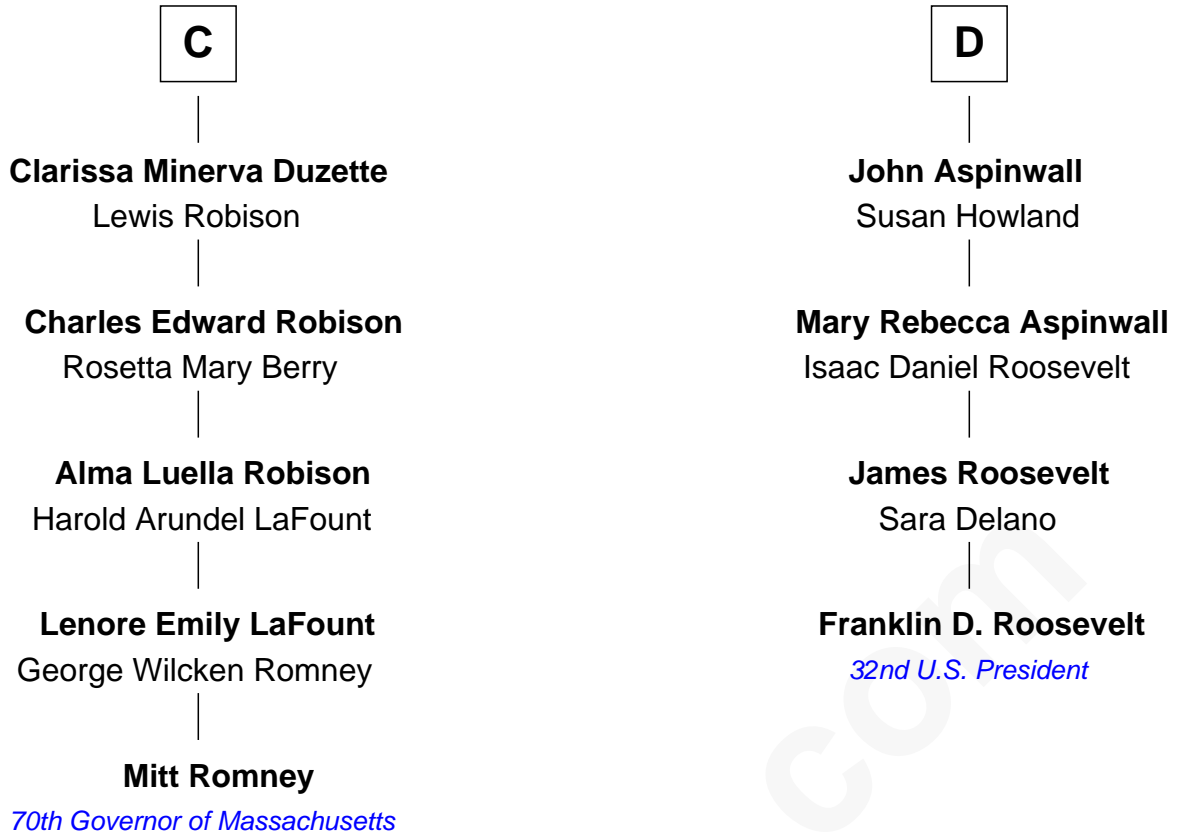 C
Clarissa Minerva Duzette
Lewis Robison
Charles Edward Robison
Rosetta Mary Berry
Alma Luella Robison
Harold Arundel LaFount
Lenore Emily LaFount
George Wilcken Romney
Mitt Romney
70th Governor of Massachusetts
D
John Aspinwall
Susan Howland
Mary Rebecca Aspinwall
Isaac Daniel Roosevelt
James Roosevelt
Sara Delano
Franklin D. Roosevelt
32nd U.S. President
com